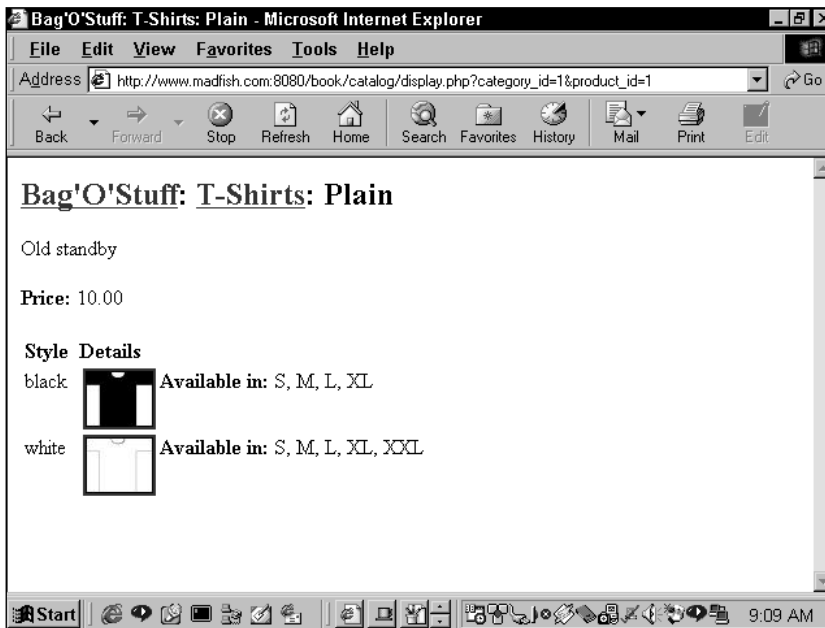 Bag'O'Stuff: T-Shirts: Plain - Microsoft Internet Explorer
File Edit View Favorites Tools Help
Address http://www.madfish.com:8080/book/catalog/display.php?category_id=1&product_id=1 Go
Back Forward Stop Refresh Home Search Favorites History Mail Print Edit
Bag'O'Stuff: T-Shirts: Plain
Old standby
Price: 10.00
Style Details
black Available in: S, M, L, XL
white Available in: S, M, L, XL, XXL
Start 9:09 AM